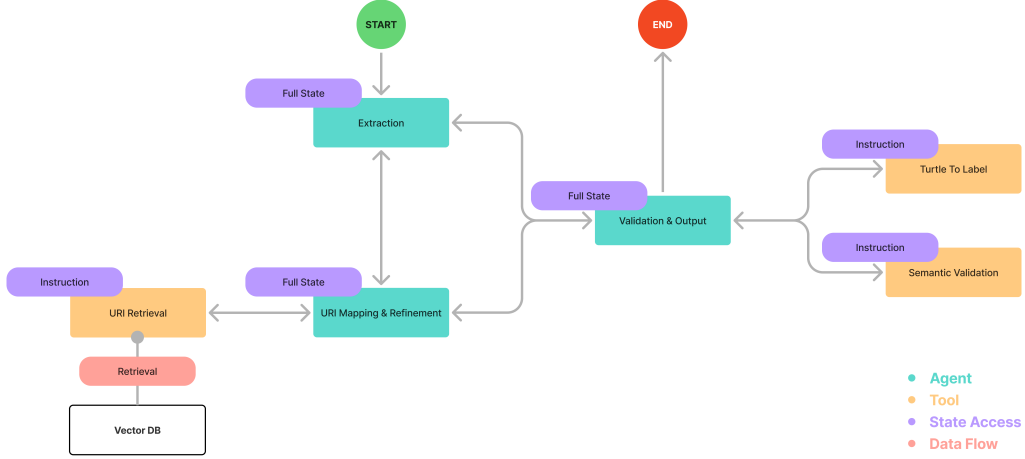 START
END
Full State
Extraction
Instruction
Turtle To Label
Full State
Validation & Output
Instruction
Semantic Validation
Instruction
URI Retrieval
Full State
URI Mapping & Refinement
Retrieval
Vector DB
Agent
Tool
State Access
Data Flow